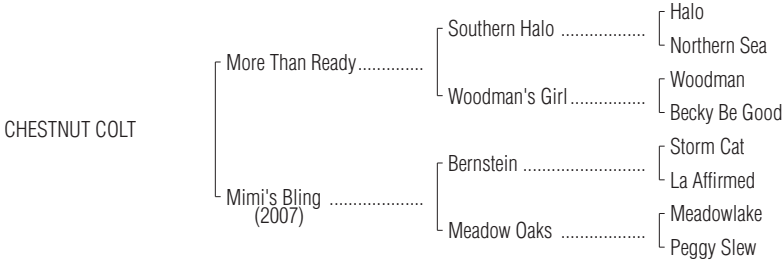 Halo
Southern Halo ....................
Northern Sea
More Than Ready..............
Woodman
Woodman's Girl ................
Becky Be Good
CHESTNUT COLT
Storm Cat
Bernstein ..........................
La Affirmed
Mimi's Bling ....................
(2007)
Meadowlake
Meadow Oaks ..................
Peggy Slew